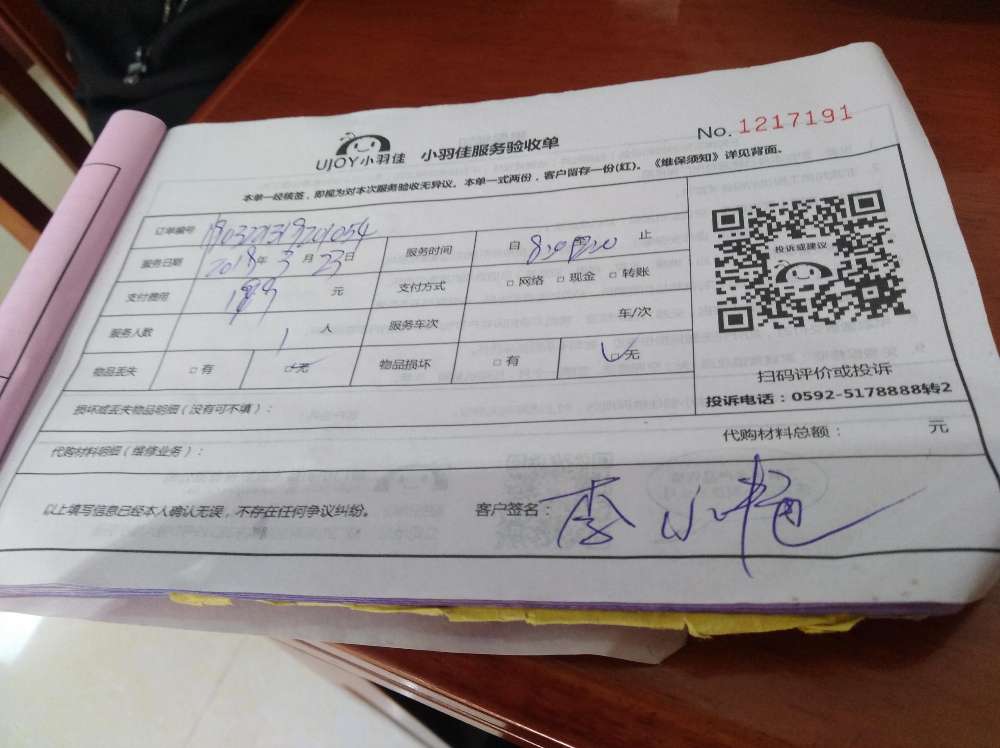 UJOY小羽佳 小羽佳服务验收单 No.1217191
本单一经核签，即视为对本次服务验收无异议。本单一式两份，客户留存一份(红)。《维保须知》详见背面。
订单编号
服务日期 2018年3月23日 服务时间 自 止
支付费用 元 支付方式 □网络 □现金 □转账
服务人数 1 人 服务车次 车/次
物品丢失 □有 □无 物品损坏 □有 □无
投诉或建议
扫码评价或投诉
投诉电话：0592-5178888转2
损坏或丢失物品明细（没有可不填）：
代购材料明细（维修业务）： 代购材料总额： 元
以上填写信息已经本人确认无误，不存在任何争议纠纷。 客户签名：李小